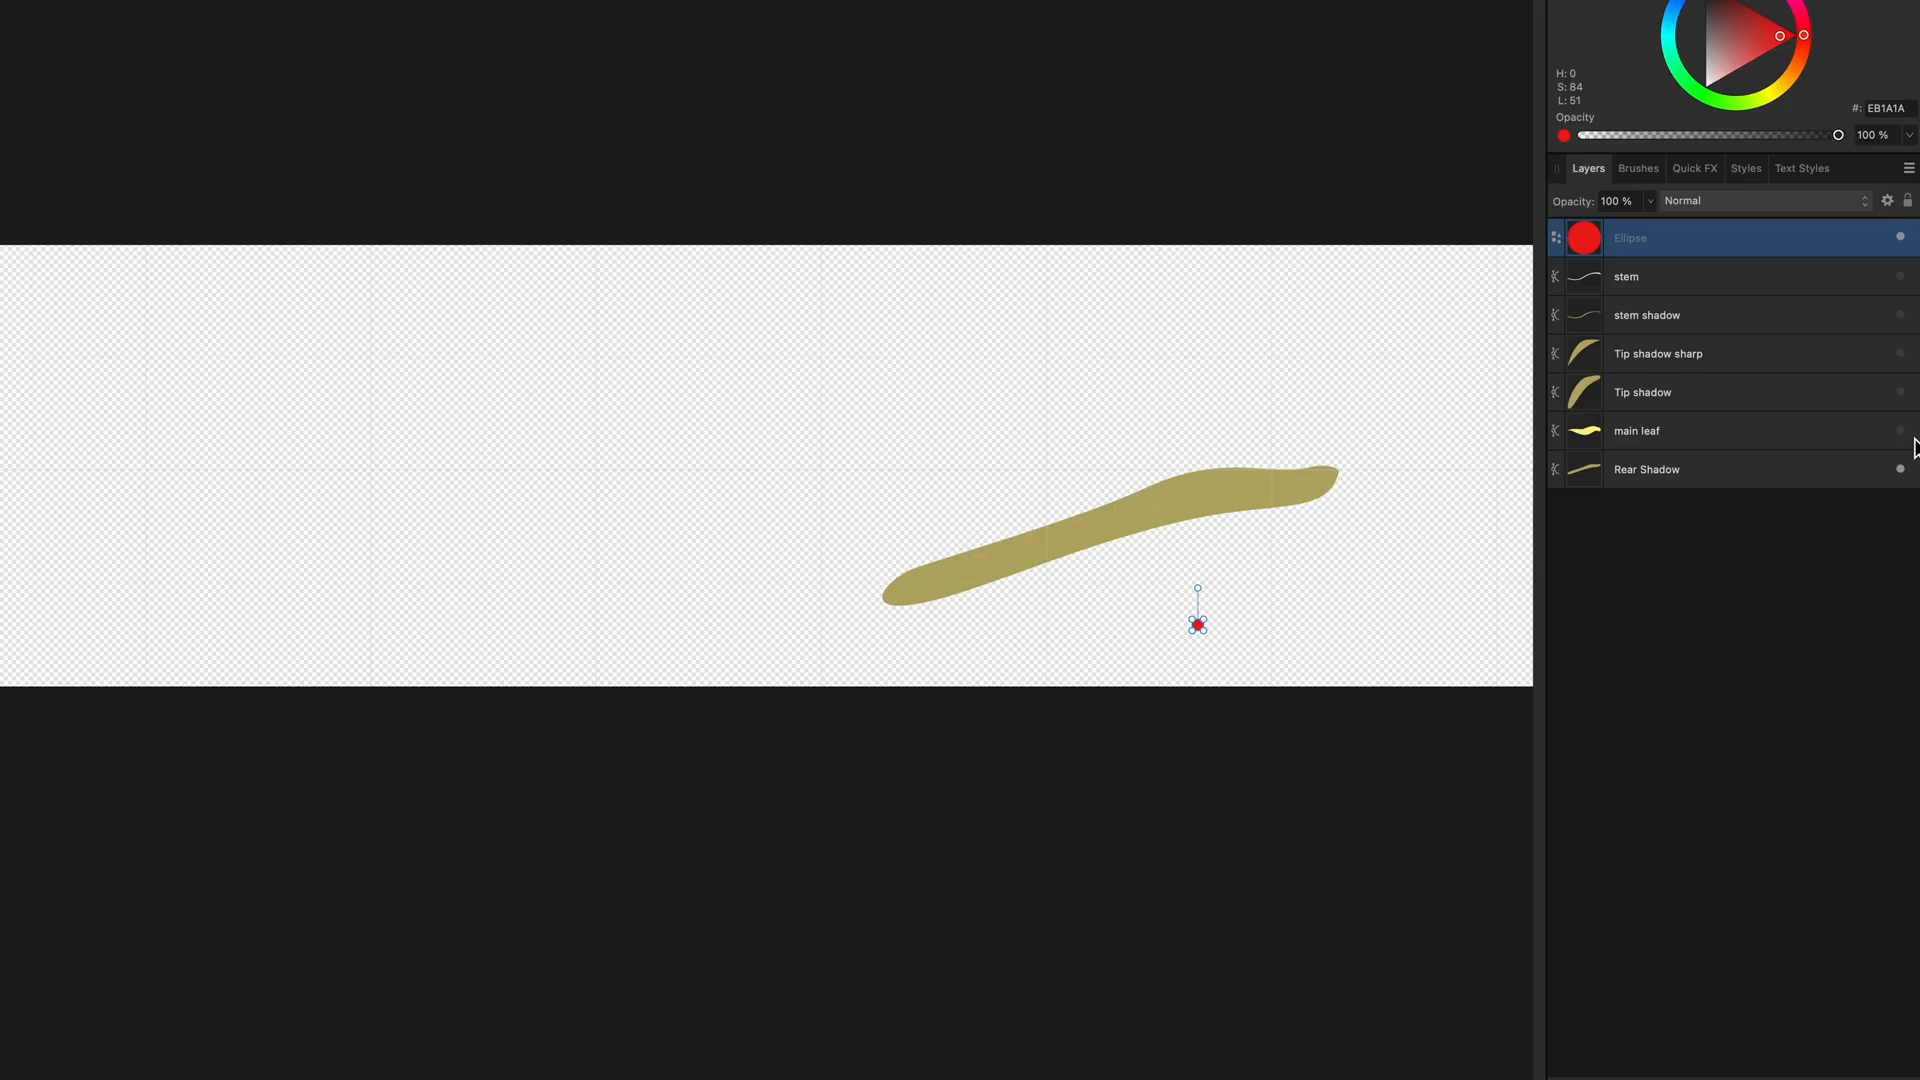 H: 0
S: 84
L: 51
#: EB1A1A
Opacity
100 %
Layers Brushes Quick FX Styles Text Styles
Opacity: 100 % Normal
Ellipse
stem
stem shadow
Tip shadow sharp
Tip shadow
main leaf
Rear Shadow